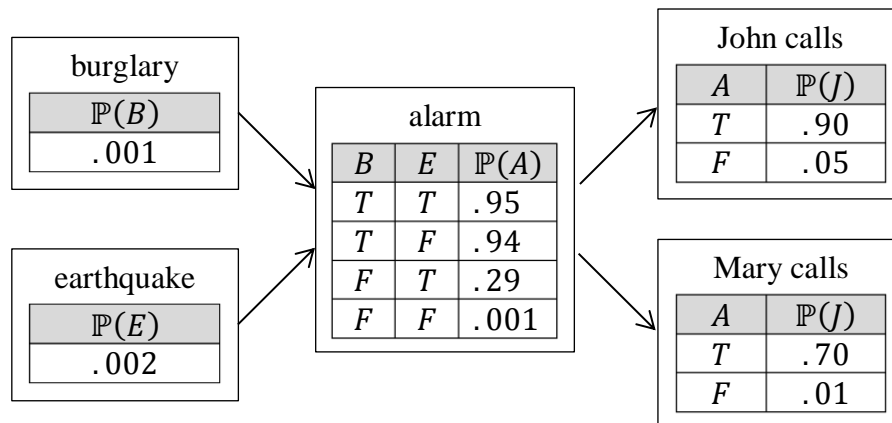 burglary
ℙ(B)
.001
earthquake
ℙ(E)
.002
alarm
B E ℙ(A)
T T .95
T F .94
F T .29
F F .001
John calls
A ℙ(J)
T .90
F .05
Mary calls
A ℙ(J)
T .70
F .01